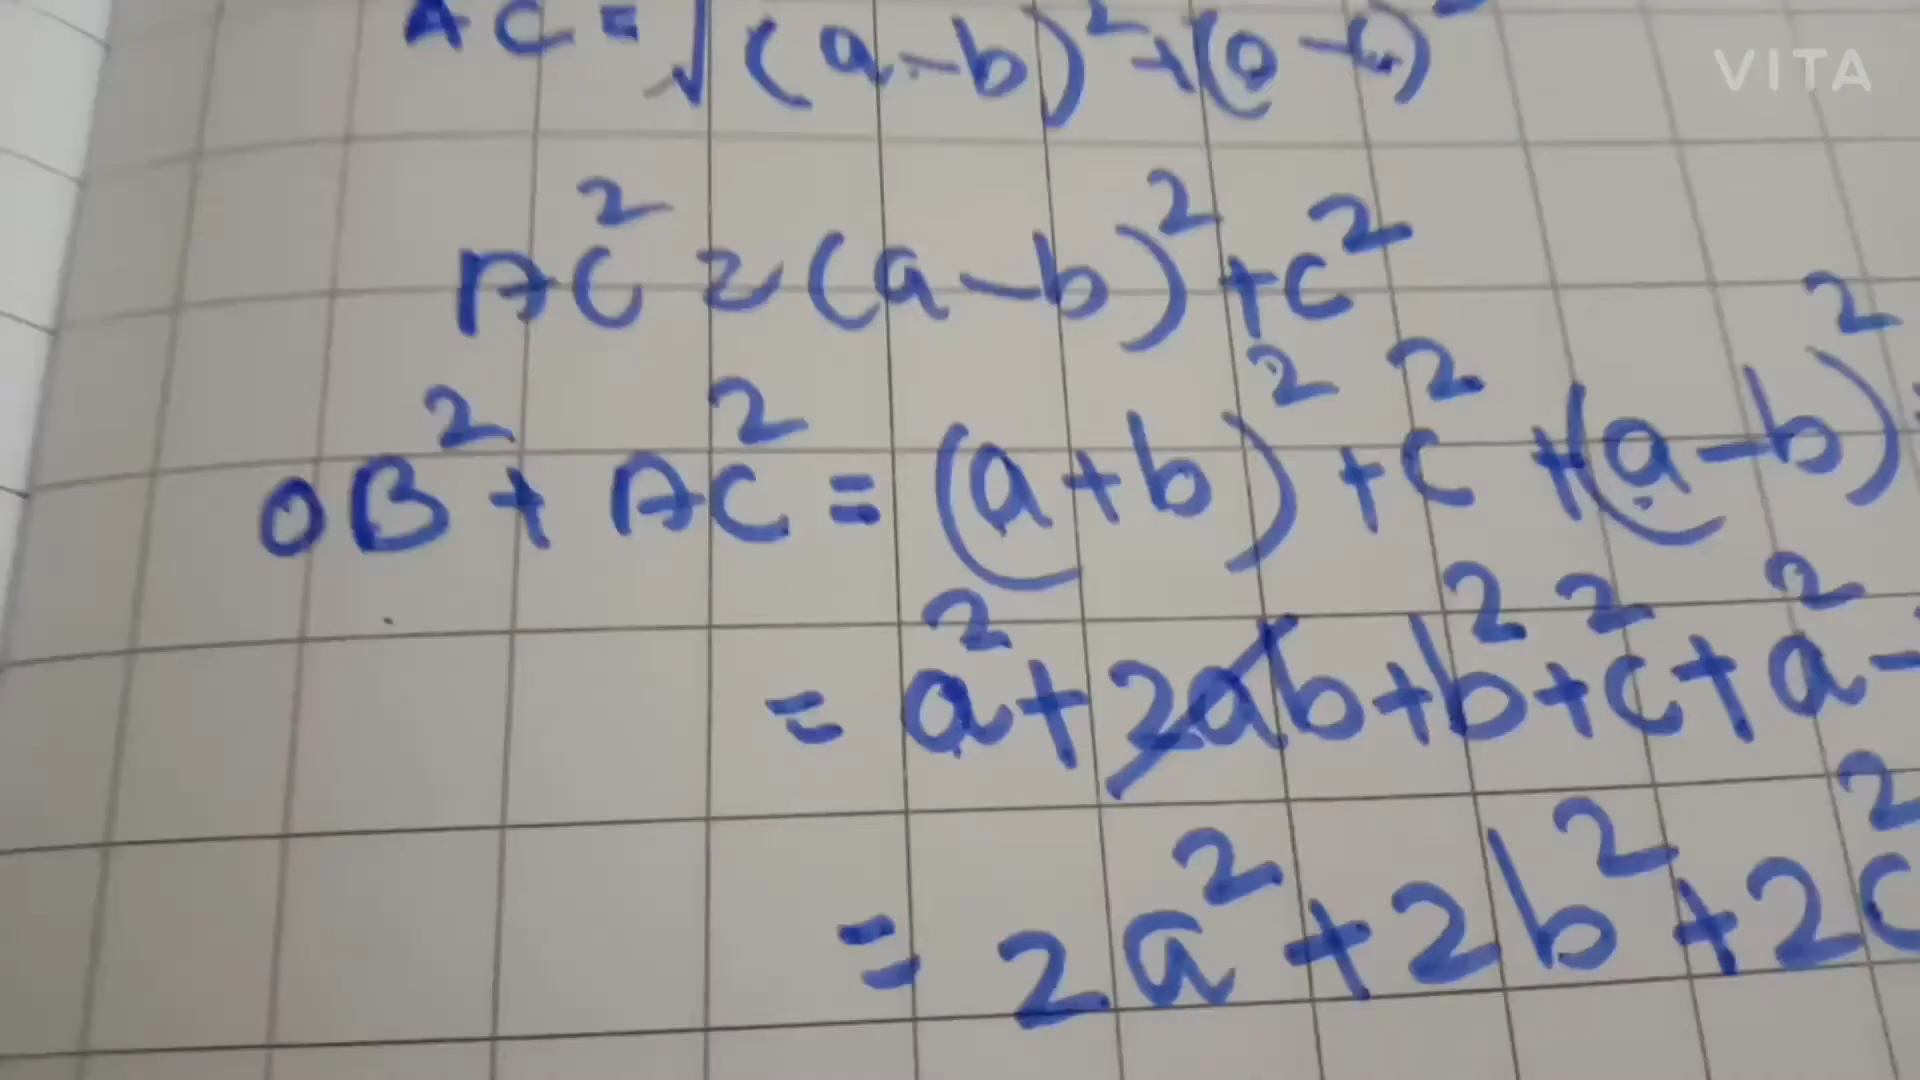 AC = √(a-b)²+(0-c)²
VITA
AC² = (a-b)²+c²
OB² + AC² = (a+b)²+c²+(a-b)²
= a²+2ab+b²+c²+a²-
= 2a²+2b²+2c²